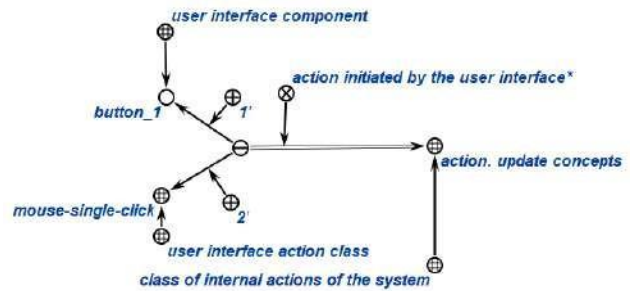 user interface component
action initiated by the user interface*
button_1
1'
action. update concepts
mouse-single-click
2'
user interface action class
class of internal actions of the system